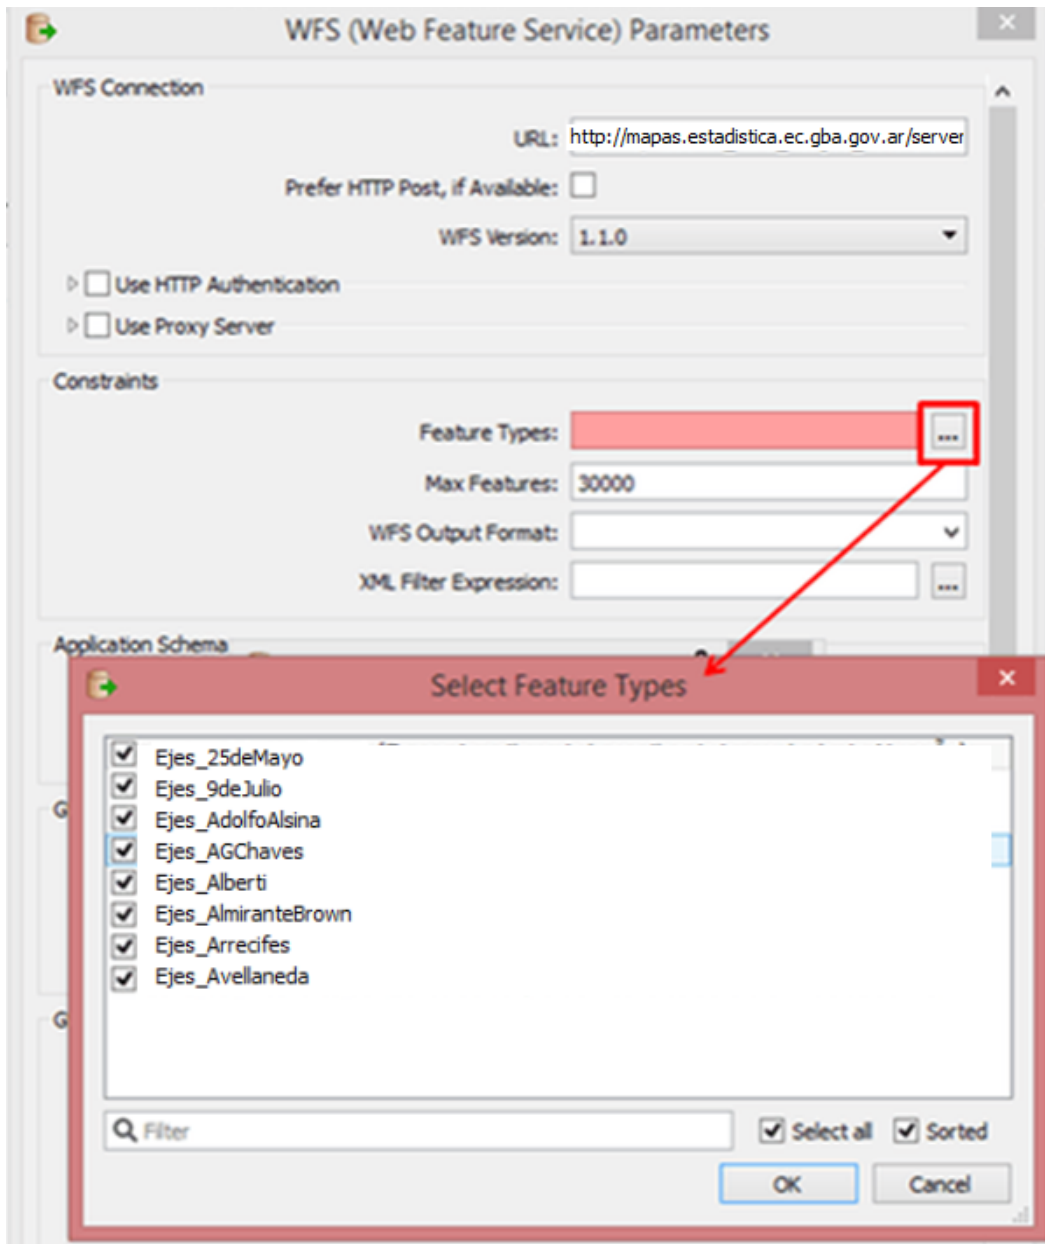 WFS (Web Feature Service) Parameters
WFS Connection
URL: http://mapas.estadistica.ec.gba.gov.ar/server
Prefer HTTP Post, if Available:
WFS Version: 1.1.0
Use HTTP Authentication
Use Proxy Server
Constraints
Feature Types: ...
Max Features: 30000
WFS Output Format:
XML Filter Expression: ...
Application Schema
Select Feature Types
Ejes_25deMayo
Ejes_9deJulio
Ejes_AdolfoAlsina
Ejes_AGChaves
Ejes_Alberti
Ejes_AlmiranteBrown
Ejes_Arrecifes
Ejes_Avellaneda
G
G
Filter
Select all
Sorted
OK
Cancel